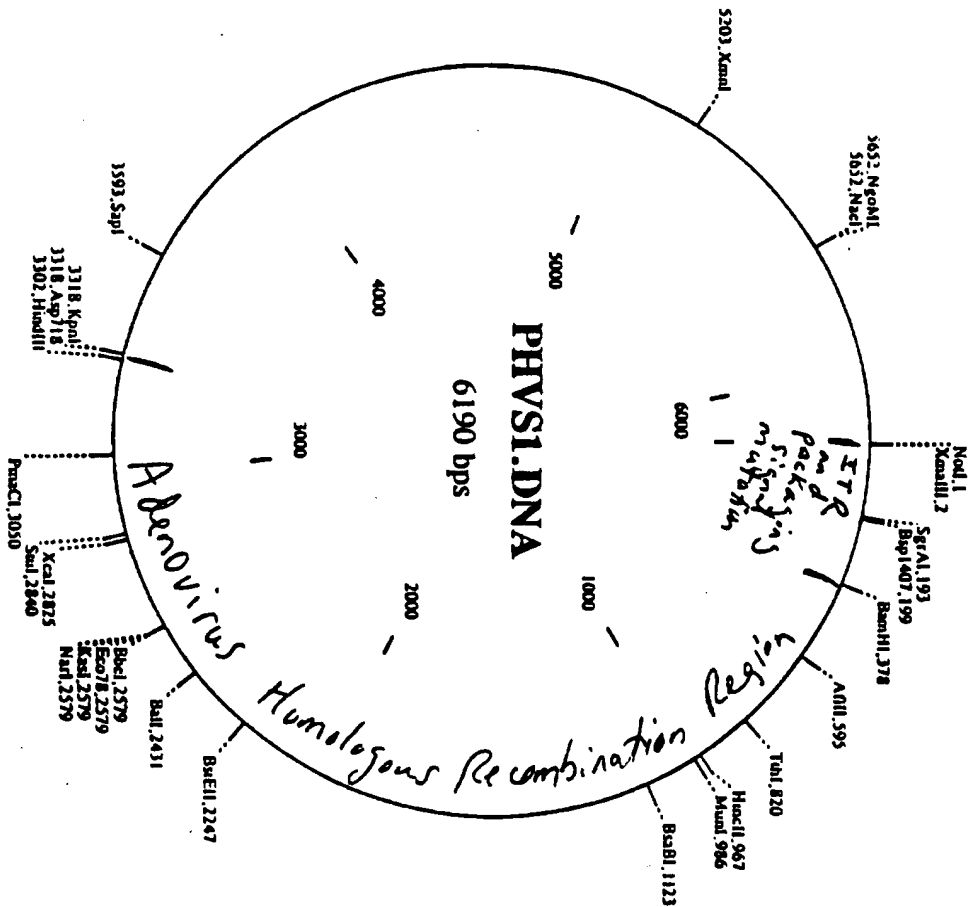 PHVS1.DNA
6190 bps
NotI,1
XmaIII,2
SgrAI,193
Bsp1407,199
BamHI,378
AflII,595
TthI,820
HincII,967
MunI,986
BsaBI,1123
BstEII,2247
BalI,2431
BbeI,2579
Eco78,2579
KasI,2579
NarI,2579
XcaI,2825
StuI,2840
PmaCI,3050
3302,HindIII
3318,Asp718
3318,KpnI
3593,SapI
5203,XmnI
5652,NaeI
5652,NgoMI
1000
2000
3000
4000
5000
6000
ITR
and
packaging
signal
mutation
Adenovirus Homologous Recombination Region